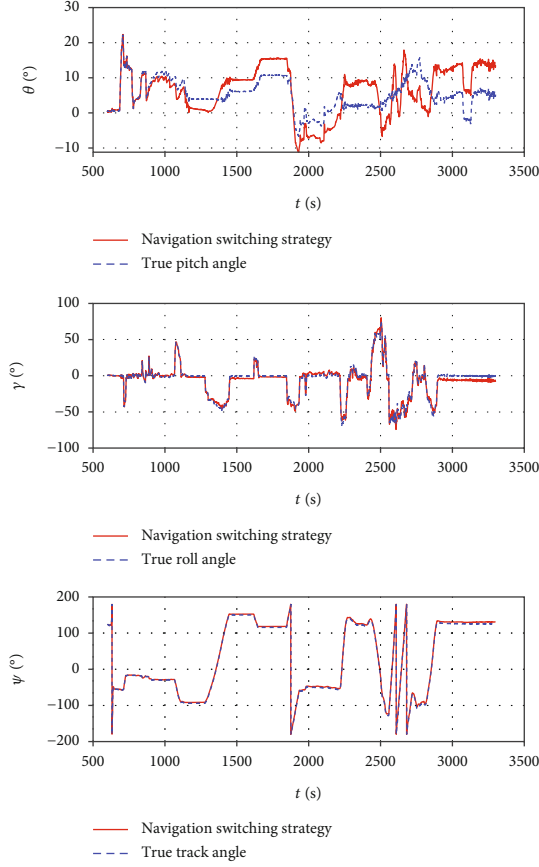 30
20
10
0
−10
θ (°)
500 1000 1500 2000 2500 3000 3500
t (s)
Navigation switching strategy
True pitch angle
100
50
0
−50
−100
γ (°)
500 1000 1500 2000 2500 3000 3500
t (s)
Navigation switching strategy
True roll angle
200
100
0
−100
−200
ψ (°)
500 1000 1500 2000 2500 3000 3500
t (s)
Navigation switching strategy
True track angle